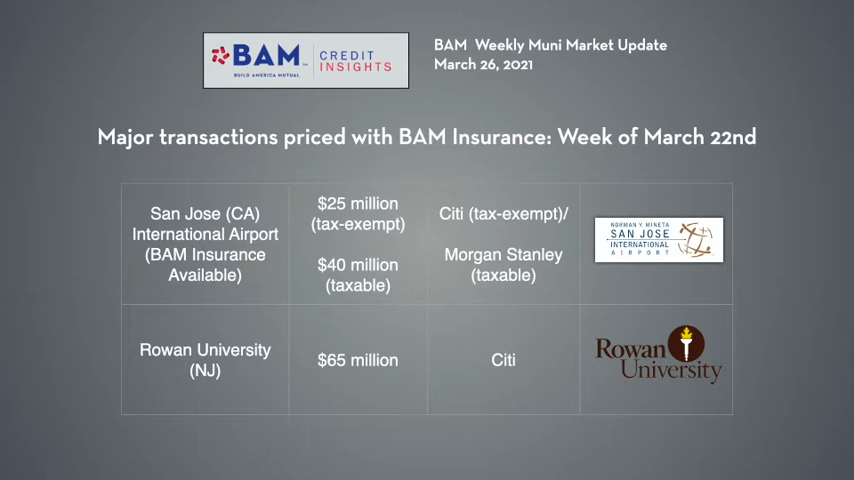 BAM
BUILD AMERICA MUTUAL
CREDIT
INSIGHTS
BAM Weekly Muni Market Update
March 26, 2021
Major transactions priced with BAM Insurance: Week of March 22nd
San Jose (CA)
International Airport
(BAM Insurance
Available)
$25 million
(tax-exempt)
$40 million
(taxable)
Citi (tax-exempt)/
Morgan Stanley
(taxable)
NORMAN Y. MINETA
SAN JOSE
INTERNATIONAL
AIRPORT
Rowan University
(NJ)
$65 million
Citi
Rowan
University